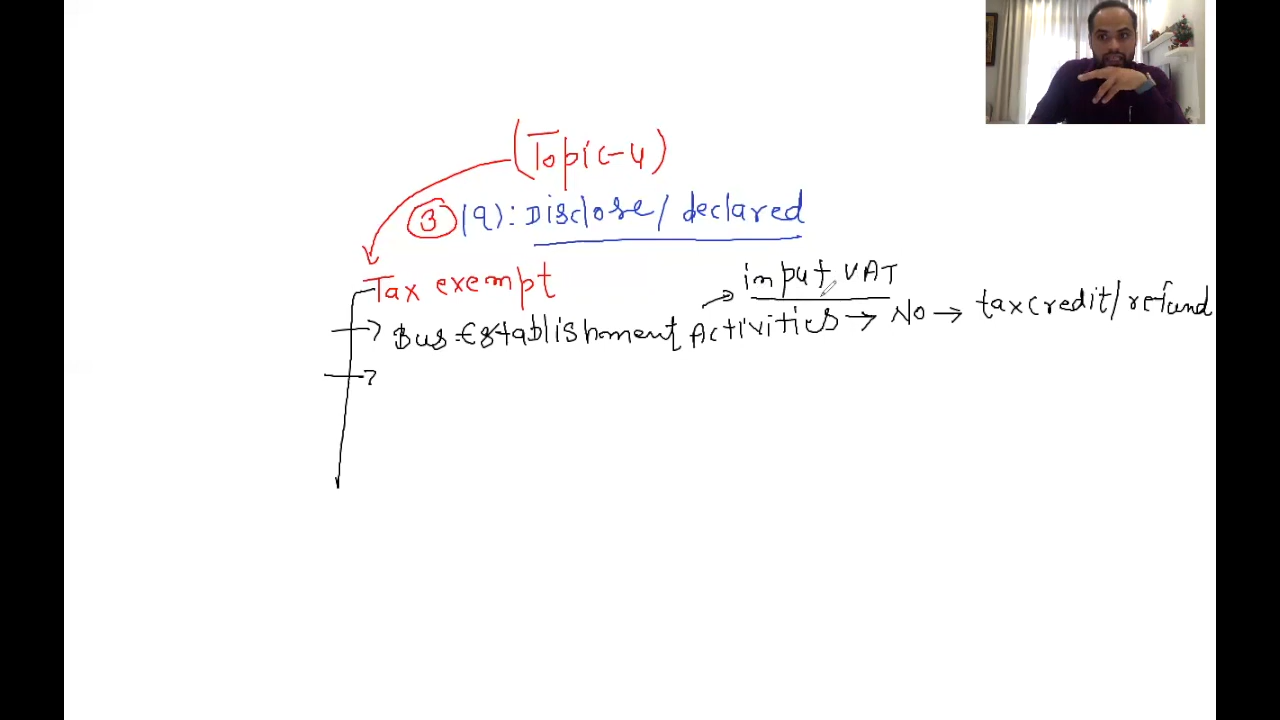 (Topic-4)
3 (9): Disclose/declared
Tax exempt
input VAT
Bus. Establishment Activities → No → tax credit/refund